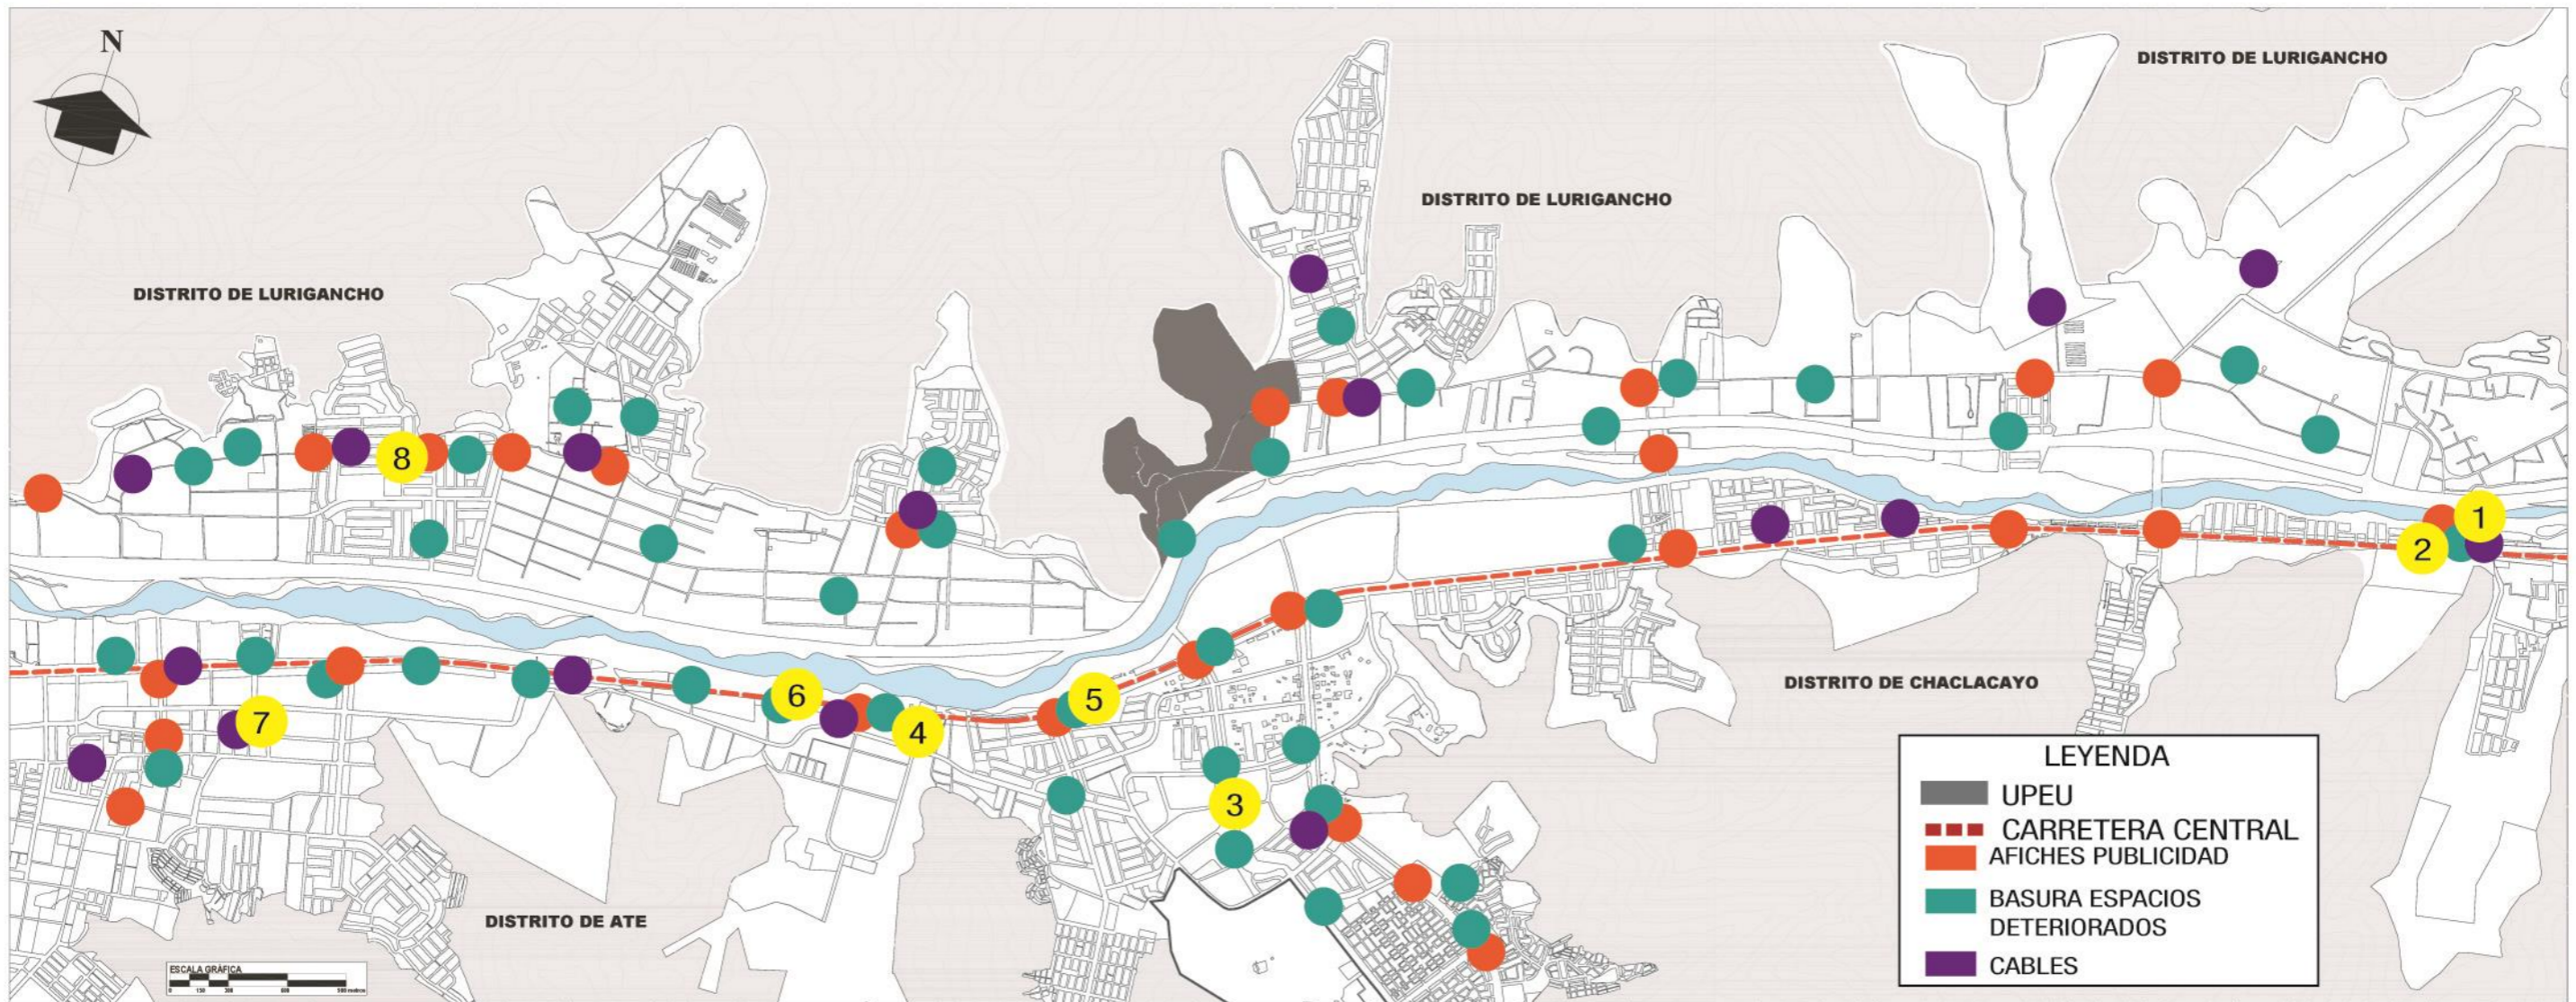 N
DISTRITO DE LURIGANCHO
DISTRITO DE LURIGANCHO
DISTRITO DE LURIGANCHO
8
1
2
6
5
7
4
3
DISTRITO DE CHACLACAYO
DISTRITO DE ATE
LEYENDA
UPEU
CARRETERA CENTRAL
AFICHES PUBLICIDAD
BASURA ESPACIOS
DETERIORADOS
CABLES
ESCALA GRÁFICA